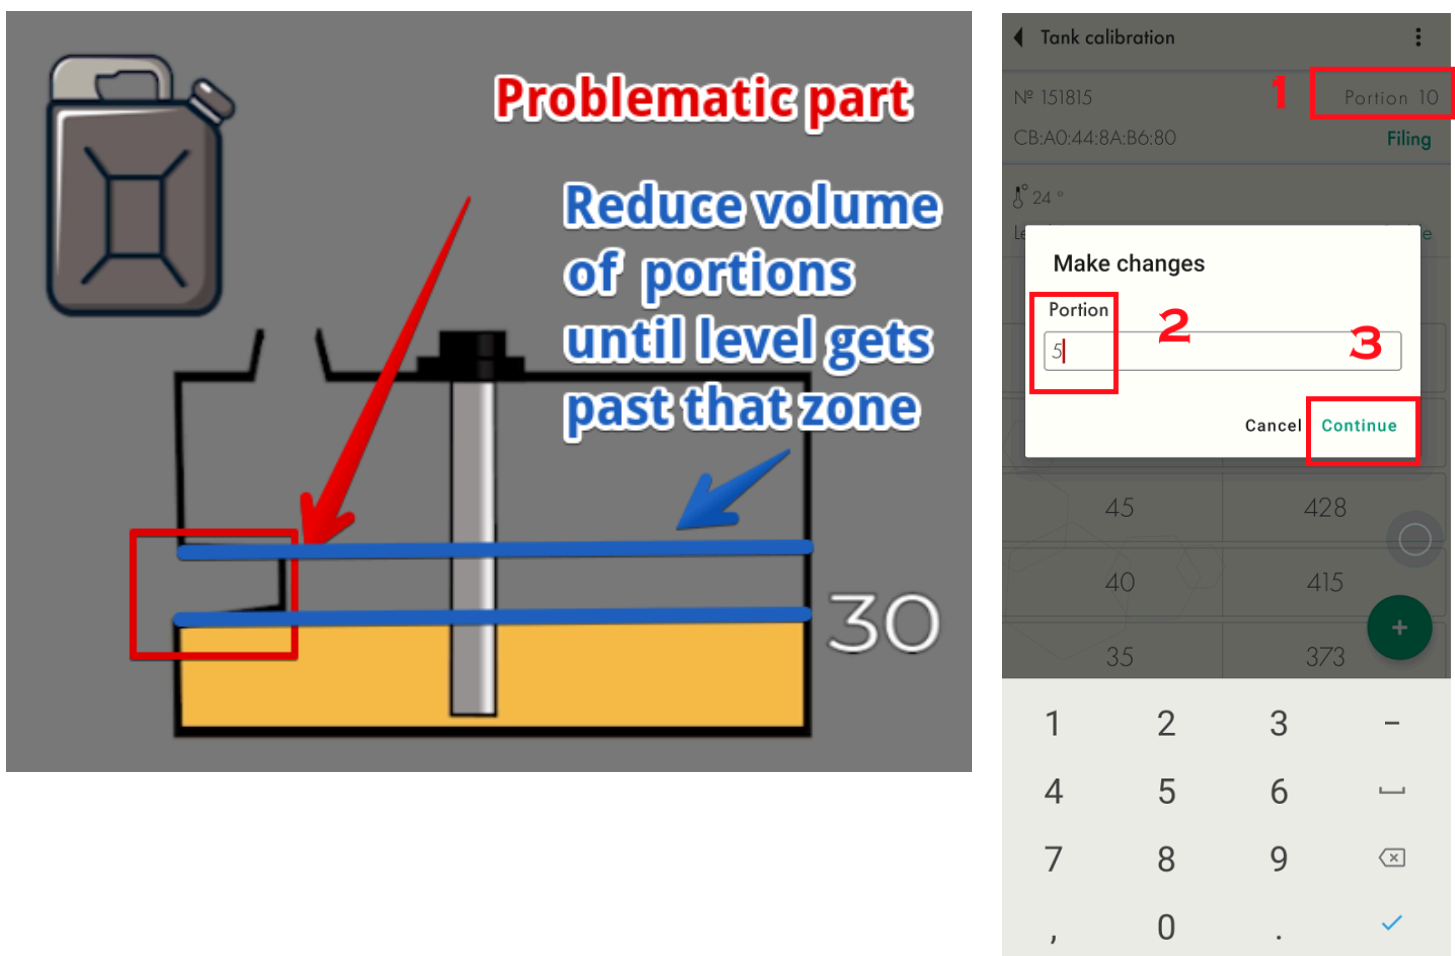 Problematic part
Reduce volume
of portions
until level gets
past that zone
30
Tank calibration
1
№ 151815
Portion 10
CB:A0:44:8A:B6:80
Filing
24 °
Make changes
Portion
2
5
3
Cancel
Continue
45 428
40 415
35 373
+
1 2 3 -
4 5 6
7 8 9
, 0 .